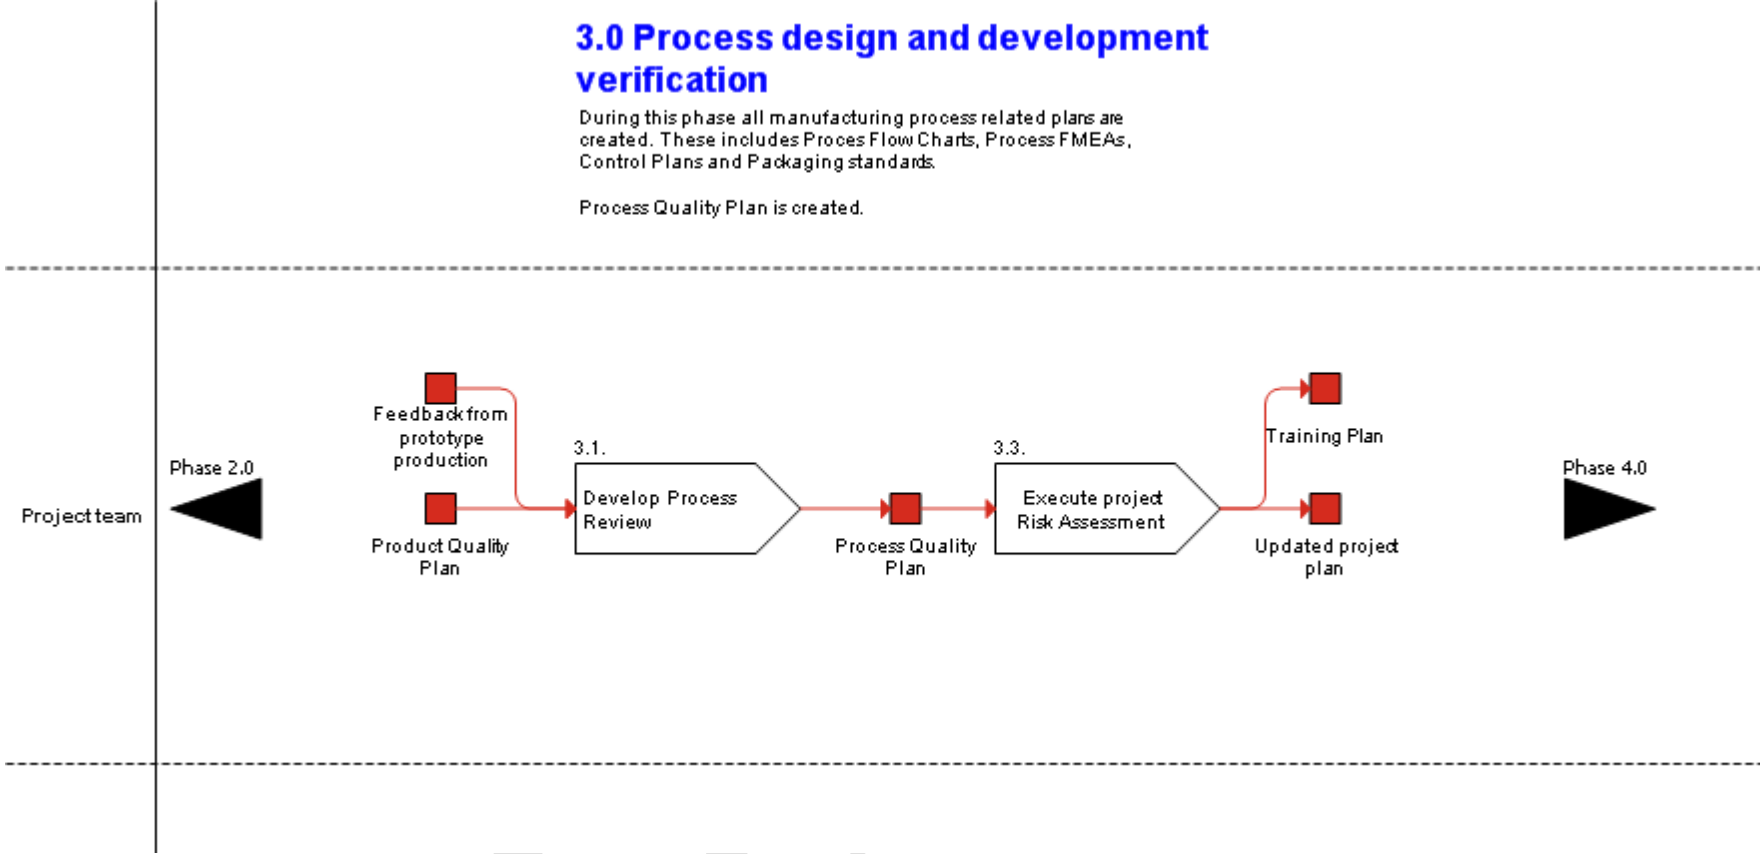 3.0 Process design and development
verification
During this phase all manufacturing process related plans are
created. These includes Proces Flow Charts, Process FMEAs,
Control Plans and Packaging standards.
Process Quality Plan is created.
Project team
Phase 2.0
Feedback from
prototype
production
Product Quality
Plan
3.1.
Develop Process
Review
Process Quality
Plan
3.3.
Execute project
Risk Assessment
Training Plan
Updated project
plan
Phase 4.0